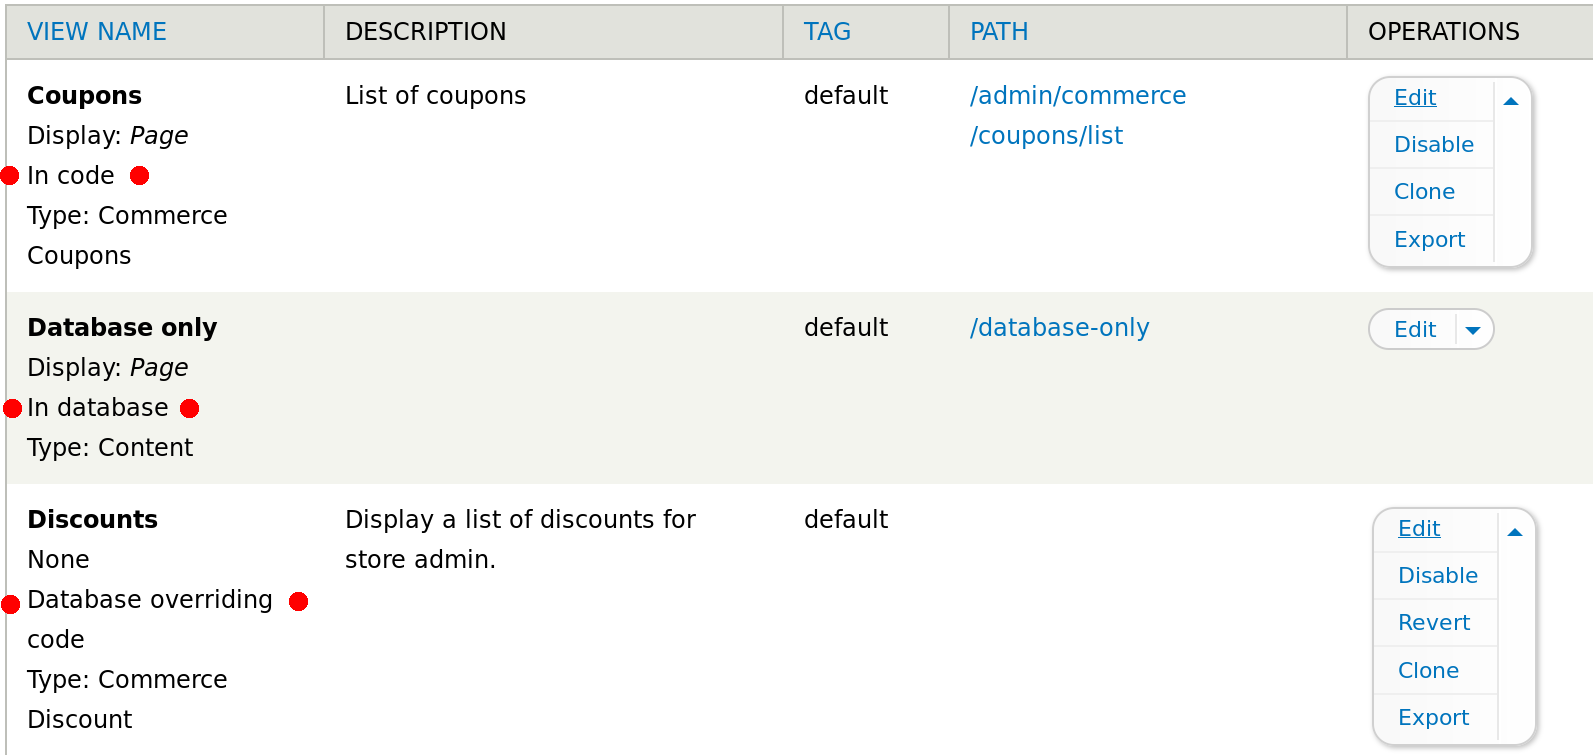 VIEW NAME DESCRIPTION TAG PATH OPERATIONS
Coupons List of coupons default /admin/commerce Edit
Display: Page /coupons/list Disable
In code Clone
Type: Commerce Export
Coupons
Database only default /database-only Edit
Display: Page
In database
Type: Content
Discounts Display a list of discounts for default Edit
None store admin. Disable
Database overriding Revert
code Clone
Type: Commerce Export
Discount